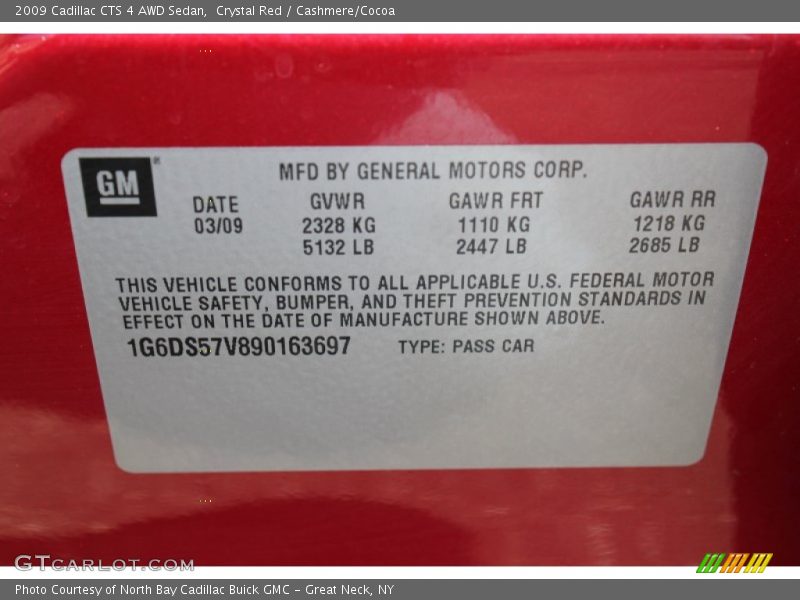 2009 Cadillac CTS 4 AWD Sedan, Crystal Red / Cashmere/Cocoa
GM
MFD BY GENERAL MOTORS CORP.
DATE GVWR GAWR FRT GAWR RR
03/09 2328 KG 1110 KG 1218 KG
5132 LB 2447 LB 2685 LB
THIS VEHICLE CONFORMS TO ALL APPLICABLE U.S. FEDERAL MOTOR
VEHICLE SAFETY, BUMPER, AND THEFT PREVENTION STANDARDS IN
EFFECT ON THE DATE OF MANUFACTURE SHOWN ABOVE.
1G6DS57V890163697 TYPE: PASS CAR
GTCARLOT.COM
Photo Courtesy of North Bay Cadillac Buick GMC - Great Neck, NY